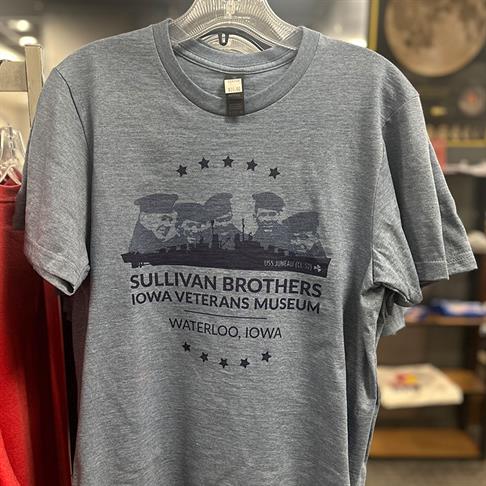 USS JUNEAU (CL-52)
SULLIVAN BROTHERS
IOWA VETERANS MUSEUM
WATERLOO, IOWA